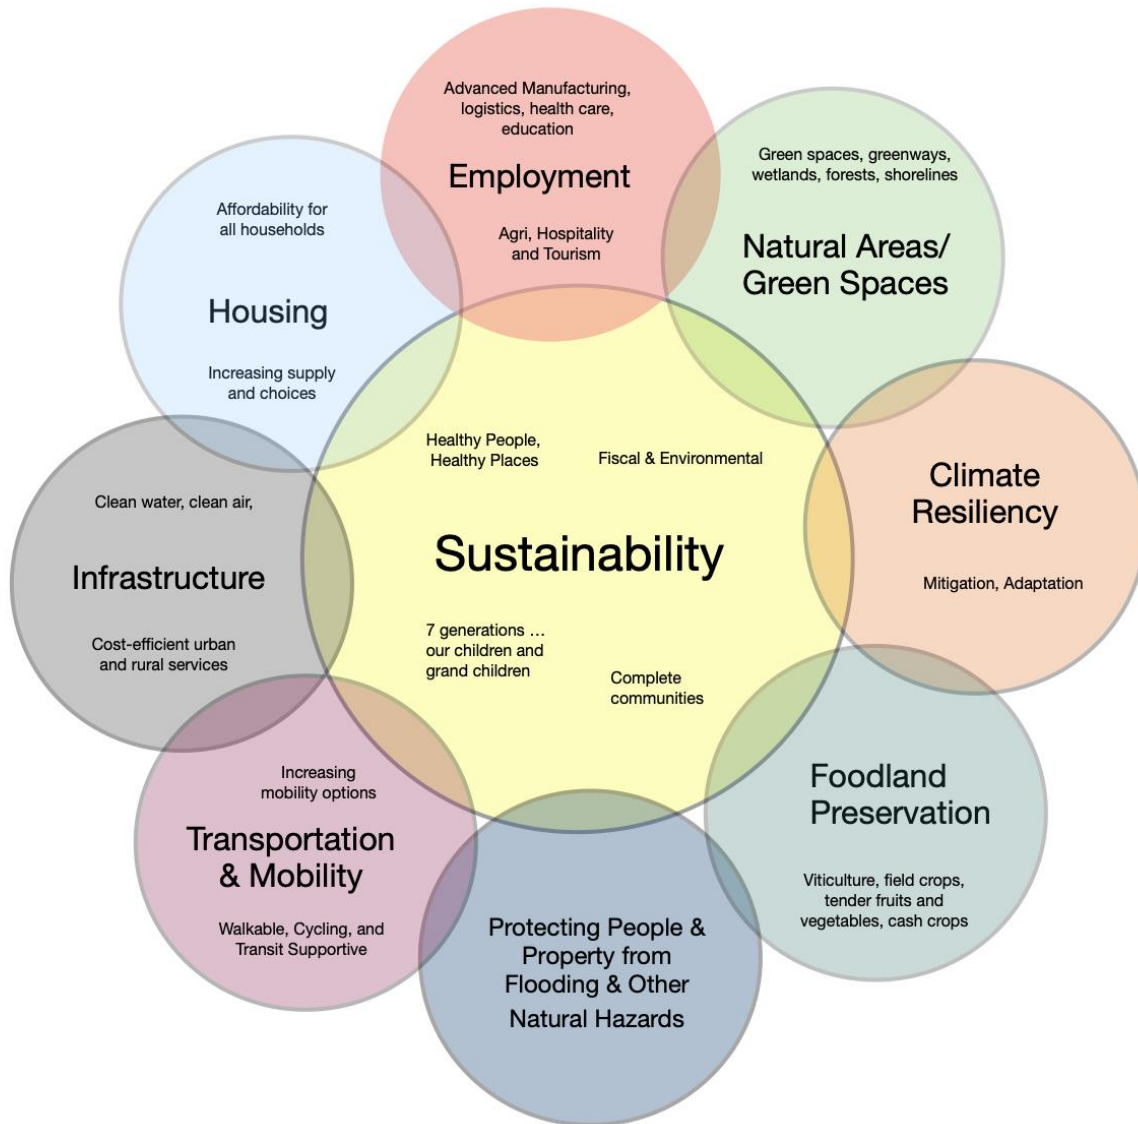 Advanced Manufacturing,
logistics, health care,
education
Employment
Agri, Hospitality
and Tourism
Green spaces, greenways,
wetlands, forests, shorelines
Natural Areas/
Green Spaces
Affordability for
all households
Housing
Increasing supply
and choices
Healthy People,
Healthy Places
Fiscal & Environmental
Sustainability
7 generations …
our children and
grand children
Complete
communities
Climate
Resiliency
Mitigation, Adaptation
Clean water, clean air,
Infrastructure
Cost-efficient urban
and rural services
Increasing
mobility options
Transportation
& Mobility
Walkable, Cycling, and
Transit Supportive
Protecting People &
Property from
Flooding & Other
Natural Hazards
Foodland
Preservation
Viticulture, field crops,
tender fruits and
vegetables, cash crops